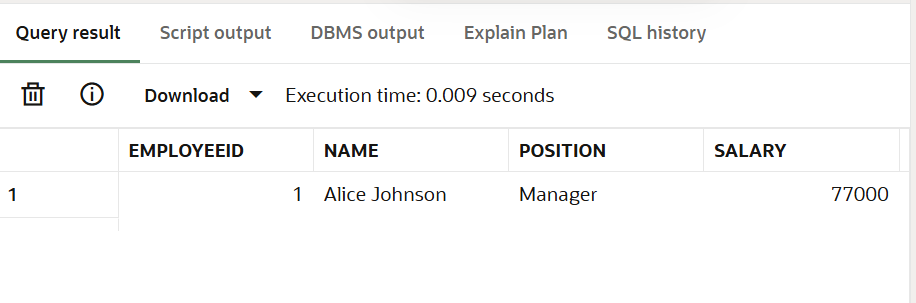 Query result Script output DBMS output Explain Plan SQL history
Download Execution time: 0.009 seconds
EMPLOYEEID NAME POSITION SALARY
1 1 Alice Johnson Manager 77000